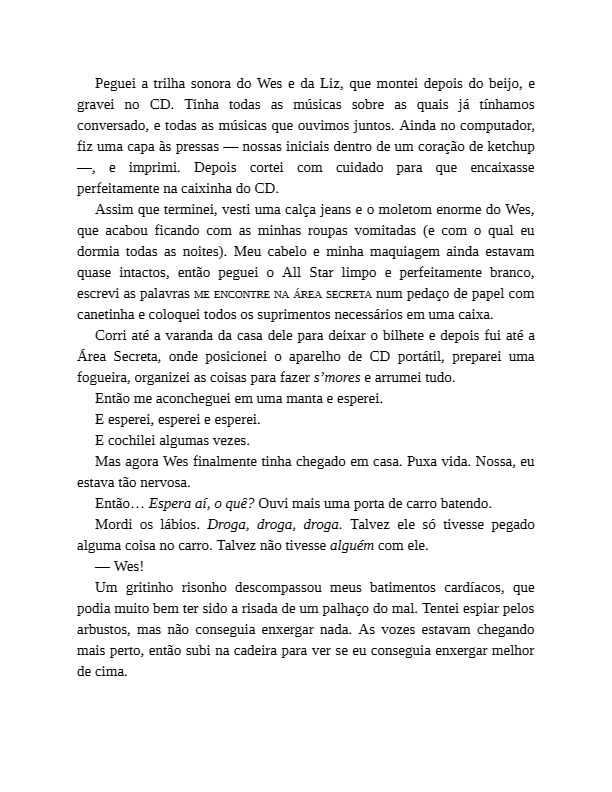 Peguei a trilha sonora do Wes e da Liz, que montei depois do beijo, e
gravei no CD. Tinha todas as músicas sobre as quais já tínhamos
conversado, e todas as músicas que ouvimos juntos. Ainda no computador,
fiz uma capa às pressas — nossas iniciais dentro de um coração de ketchup
—, e imprimi. Depois cortei com cuidado para que encaixasse
perfeitamente na caixinha do CD.
Assim que terminei, vesti uma calça jeans e o moletom enorme do Wes,
que acabou ficando com as minhas roupas vomitadas (e com o qual eu
dormia todas as noites). Meu cabelo e minha maquiagem ainda estavam
quase intactos, então peguei o All Star limpo e perfeitamente branco,
escrevi as palavras ME ENCONTRE NA ÁREA SECRETA num pedaço de papel com
canetinha e coloquei todos os suprimentos necessários em uma caixa.
Corri até a varanda da casa dele para deixar o bilhete e depois fui até a
Área Secreta, onde posicionei o aparelho de CD portátil, preparei uma
fogueira, organizei as coisas para fazer s’mores e arrumei tudo.
Então me aconcheguei em uma manta e esperei.
E esperei, esperei e esperei.
E cochilei algumas vezes.
Mas agora Wes finalmente tinha chegado em casa. Puxa vida. Nossa, eu
estava tão nervosa.
Então… Espera aí, o quê? Ouvi mais uma porta de carro batendo.
Mordi os lábios. Droga, droga, droga. Talvez ele só tivesse pegado
alguma coisa no carro. Talvez não tivesse alguém com ele.
— Wes!
Um gritinho risonho descompassou meus batimentos cardíacos, que
podia muito bem ter sido a risada de um palhaço do mal. Tentei espiar pelos
arbustos, mas não conseguia enxergar nada. As vozes estavam chegando
mais perto, então subi na cadeira para ver se eu conseguia enxergar melhor
de cima.